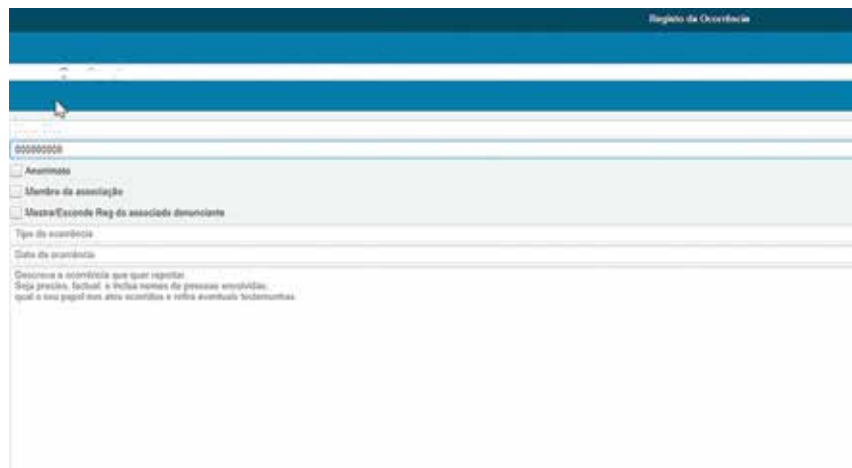 Registo da Ocorrência
000000000
Anonimato
Membro da associação
Mostra/Esconde Reg do associado denunciante
Tipo da ocorrência
Data da ocorrência
Descreva a ocorrência que quer reportar.
Seja preciso, factual e inclua nomes de pessoas envolvidas,
qual o seu papel nos atos ocorridos e refira eventuais testemunhas.